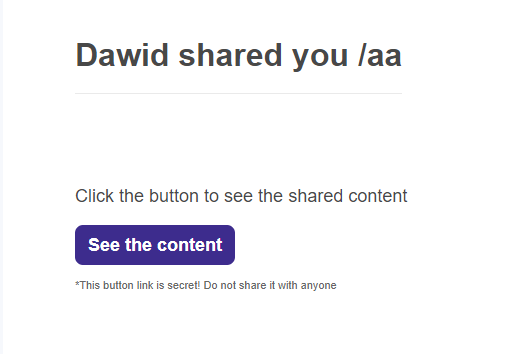 Dawid shared you /aa
Click the button to see the shared content
See the content
*This button link is secret! Do not share it with anyone